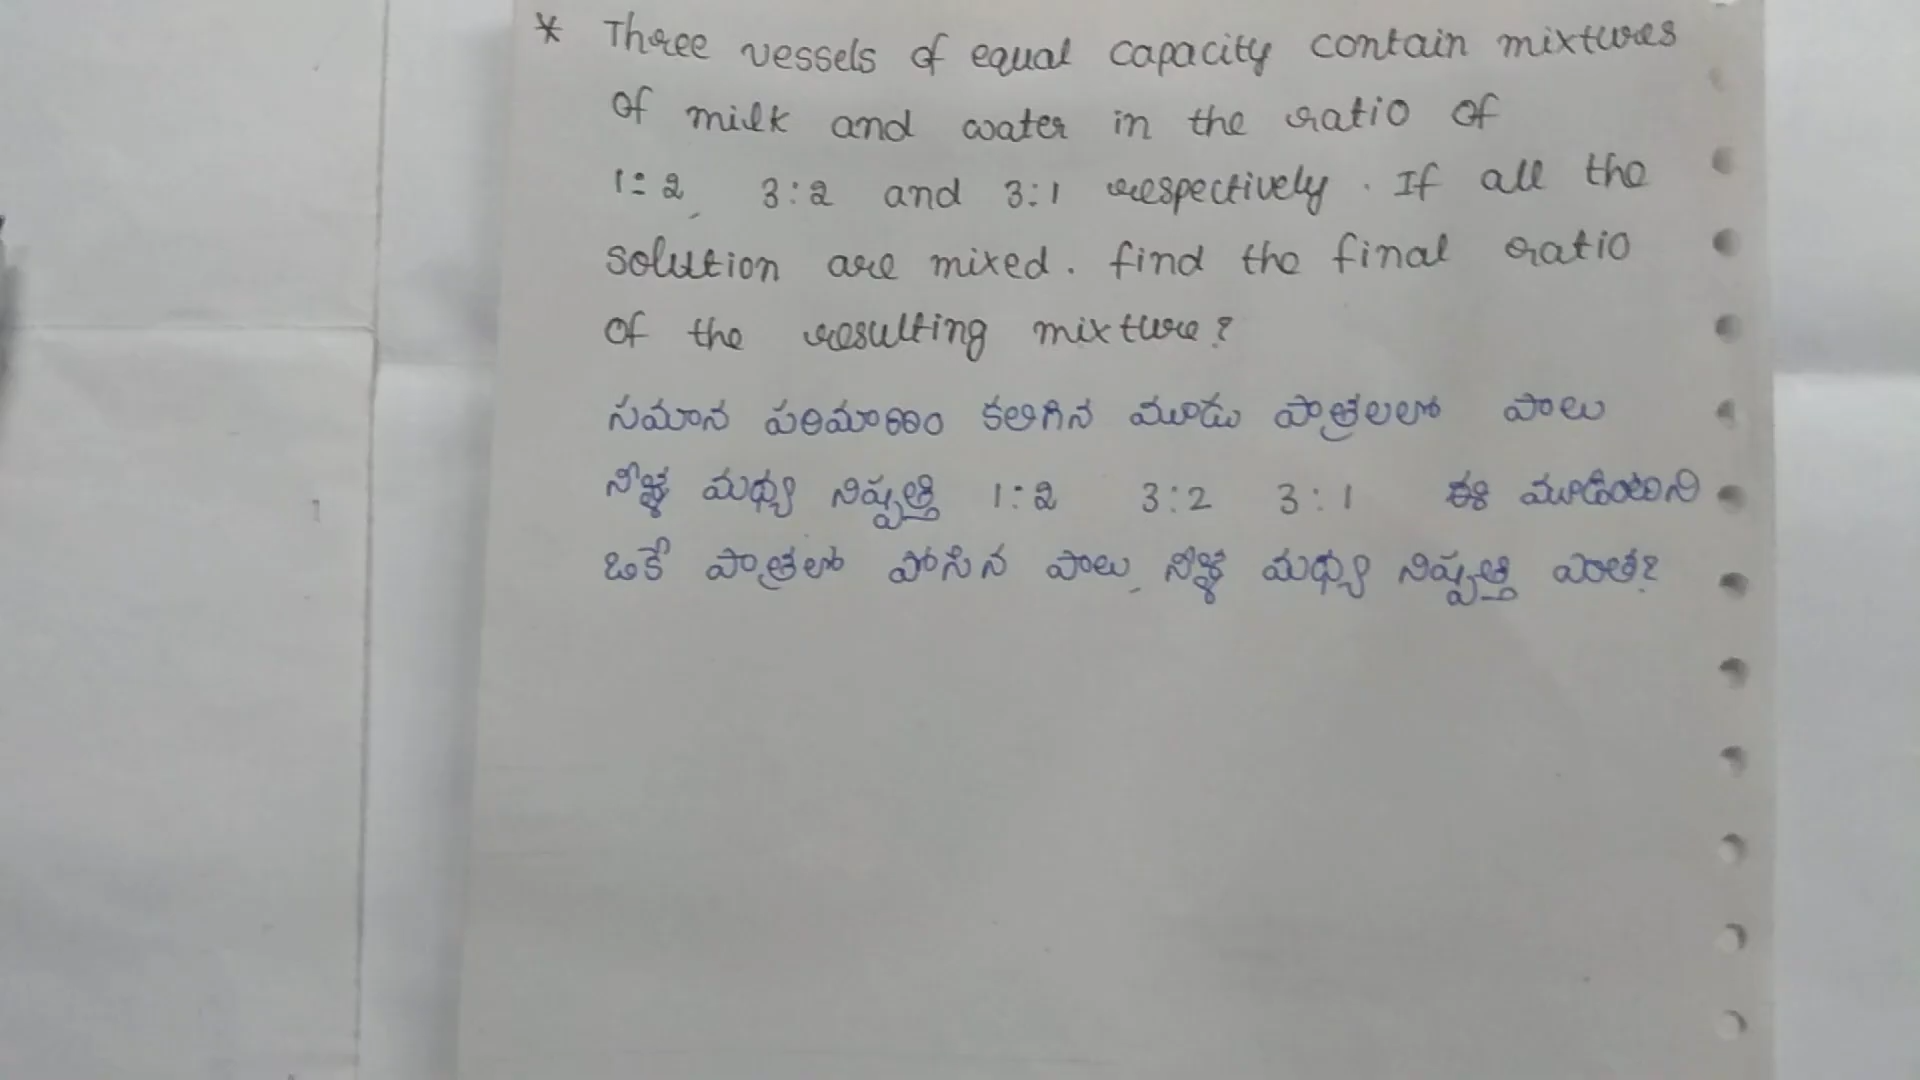 * Three vessels of equal capacity contain mixtures
of milk and water in the ratio of
1:2, 3:2 and 3:1 respectively. If all the
solution are mixed. find the final ratio
of the resulting mixture?
సమాన పరిమాణం కలిగిన మూడు పాత్రలలో పాలు
నీళ్ళ మధ్య నిష్పత్తి 1:2 3:2 3:1 ఈ మూడింటిని
ఒకే పాత్రలో పోసిన పాలు, నీళ్ళ మధ్య నిష్పత్తి ఎంత?